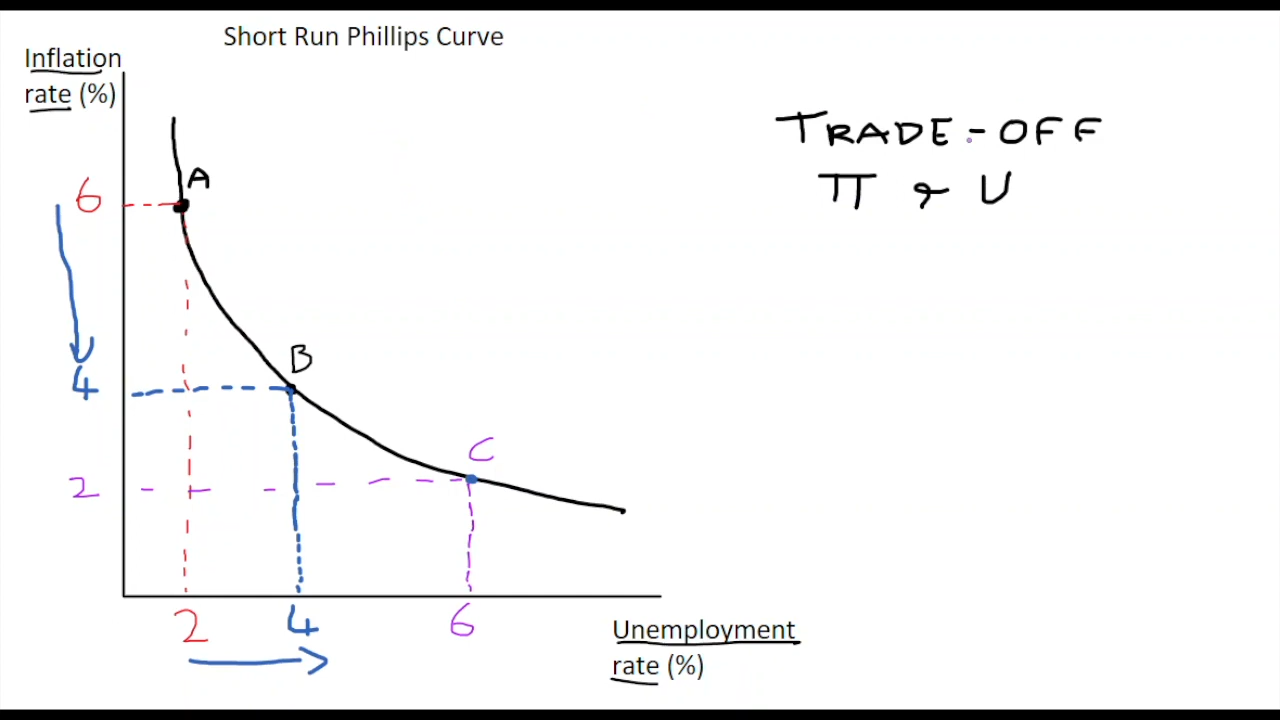 Short Run Phillips Curve
Inflation
rate (%)
TRADE-OFF
π & U
A
6
B
4
C
2
2 4 6
Unemployment
rate (%)